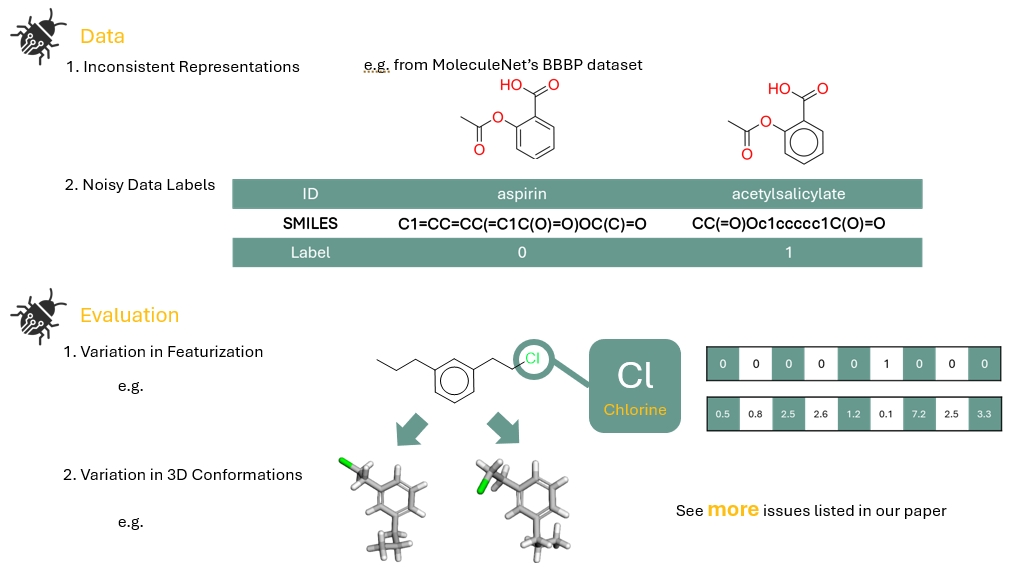 Data
1. Inconsistent Representations
e.g. from MoleculeNet's BBBP dataset
HO O O O
HO O O O
2. Noisy Data Labels
ID aspirin acetylsalicylate
SMILES C1=CC=CC(=C1C(O)=O)OC(C)=O CC(=O)Oc1ccccc1C(O)=O
Label 0 1
Evaluation
1. Variation in Featurization
e.g.
Cl
Cl
Chlorine
0 0 0 0 0 1 0 0 0
0.5 0.8 2.5 2.6 1.2 0.1 7.2 2.5 3.3
2. Variation in 3D Conformations
e.g.
See more issues listed in our paper